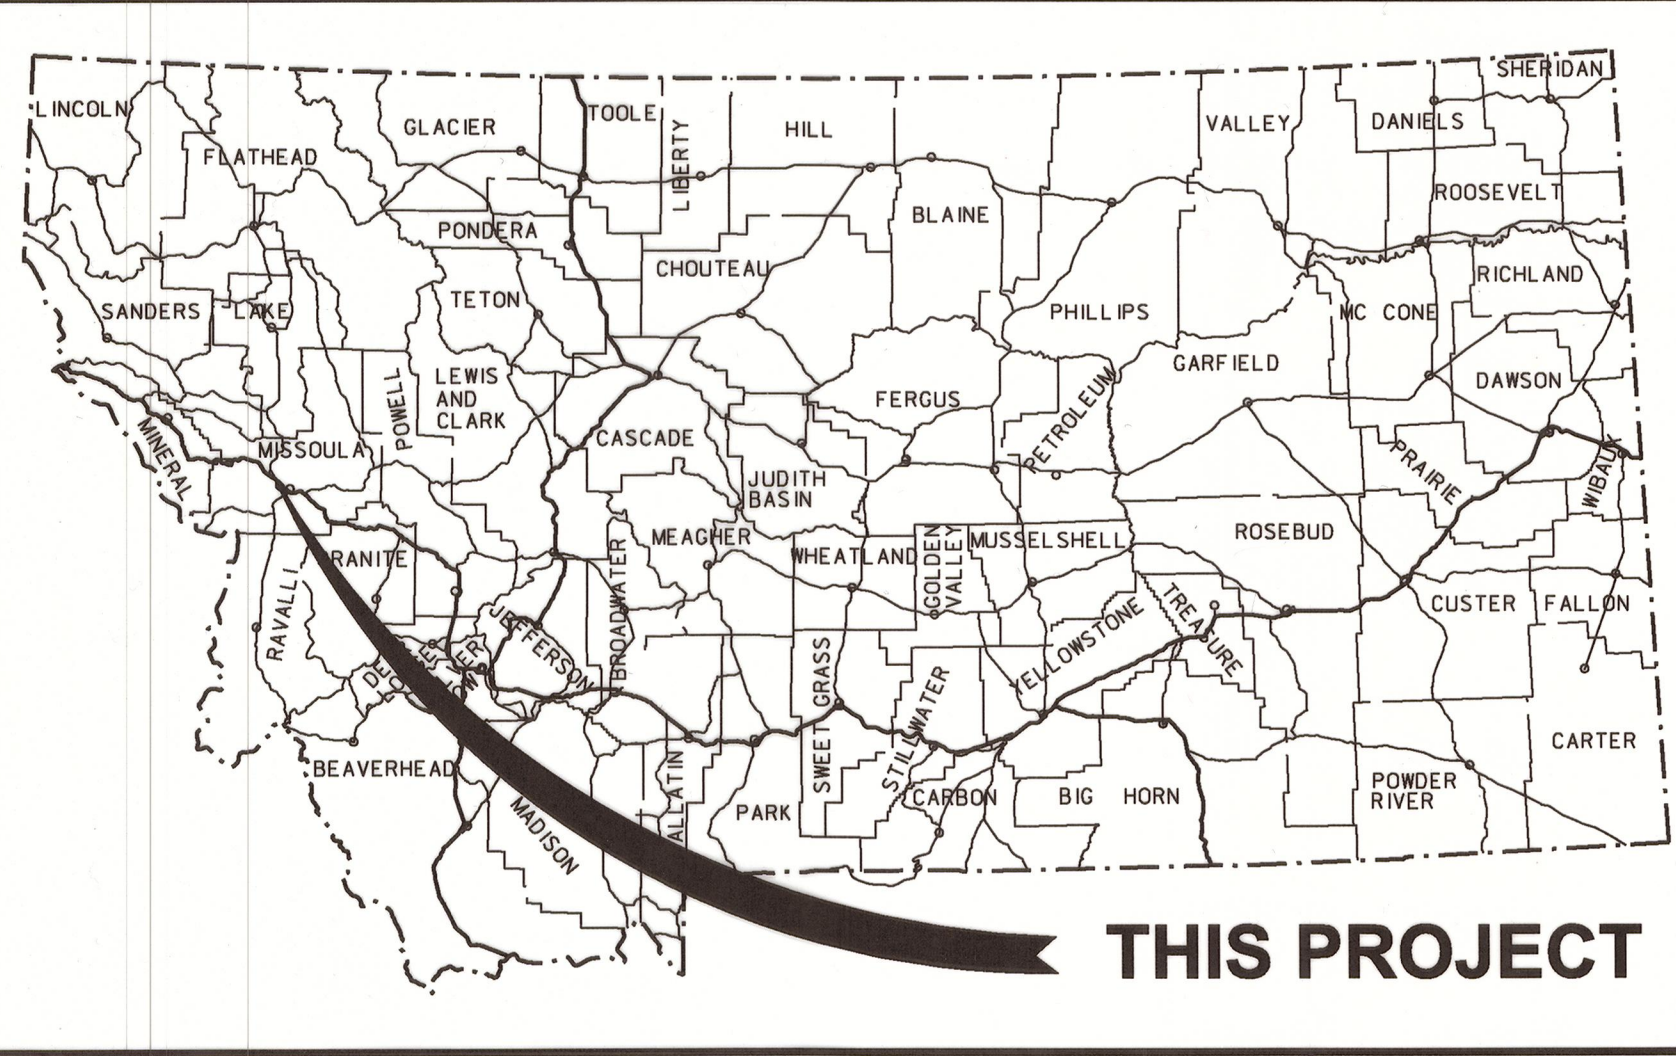 SHERIDAN
LINCOLN
GLACIER
TOOLE
LIBERTY
HILL
VALLEY
DANIELS
FLATHEAD
ROOSEVELT
BLAINE
PONDERA
CHOUTEAU
RICHLAND
SANDERS
LAKE
TETON
PHILLIPS
MC CONE
GARFIELD
DAWSON
POWELL
LEWIS
AND
CLARK
FERGUS
PETROLEUM
MINERAL
MISSOULA
CASCADE
JUDITH
BASIN
PRAIRIE
WIBAUX
MEAGHER
WHEATLAND
GOLDEN
VALLEY
MUSSELSHELL
ROSEBUD
RANITE
RAVALLI
JEFFERSON
BROADWATER
YELLOWSTONE
TREASURE
CUSTER
FALLON
SWEET GRASS
STILLWATER
CARTER
BEAVERHEAD
MADISON
ALLATIN
PARK
CARBON
BIG HORN
POWDER
RIVER
THIS PROJECT